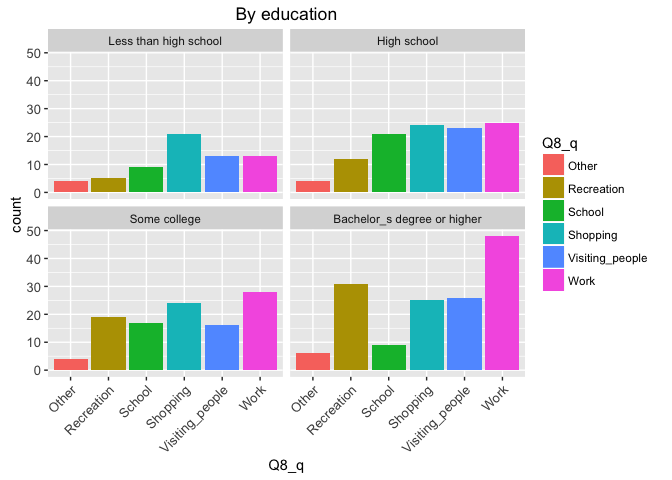 By education
Less than high school
High school
50
40
30
20
10
0
Some college
Bachelor_s degree or higher
50
40
30
20
10
0
count
Other
Recreation
School
Shopping
Visiting_people
Work
Other
Recreation
School
Shopping
Visiting_people
Work
Q8_q
Q8_q
Other
Recreation
School
Shopping
Visiting_people
Work